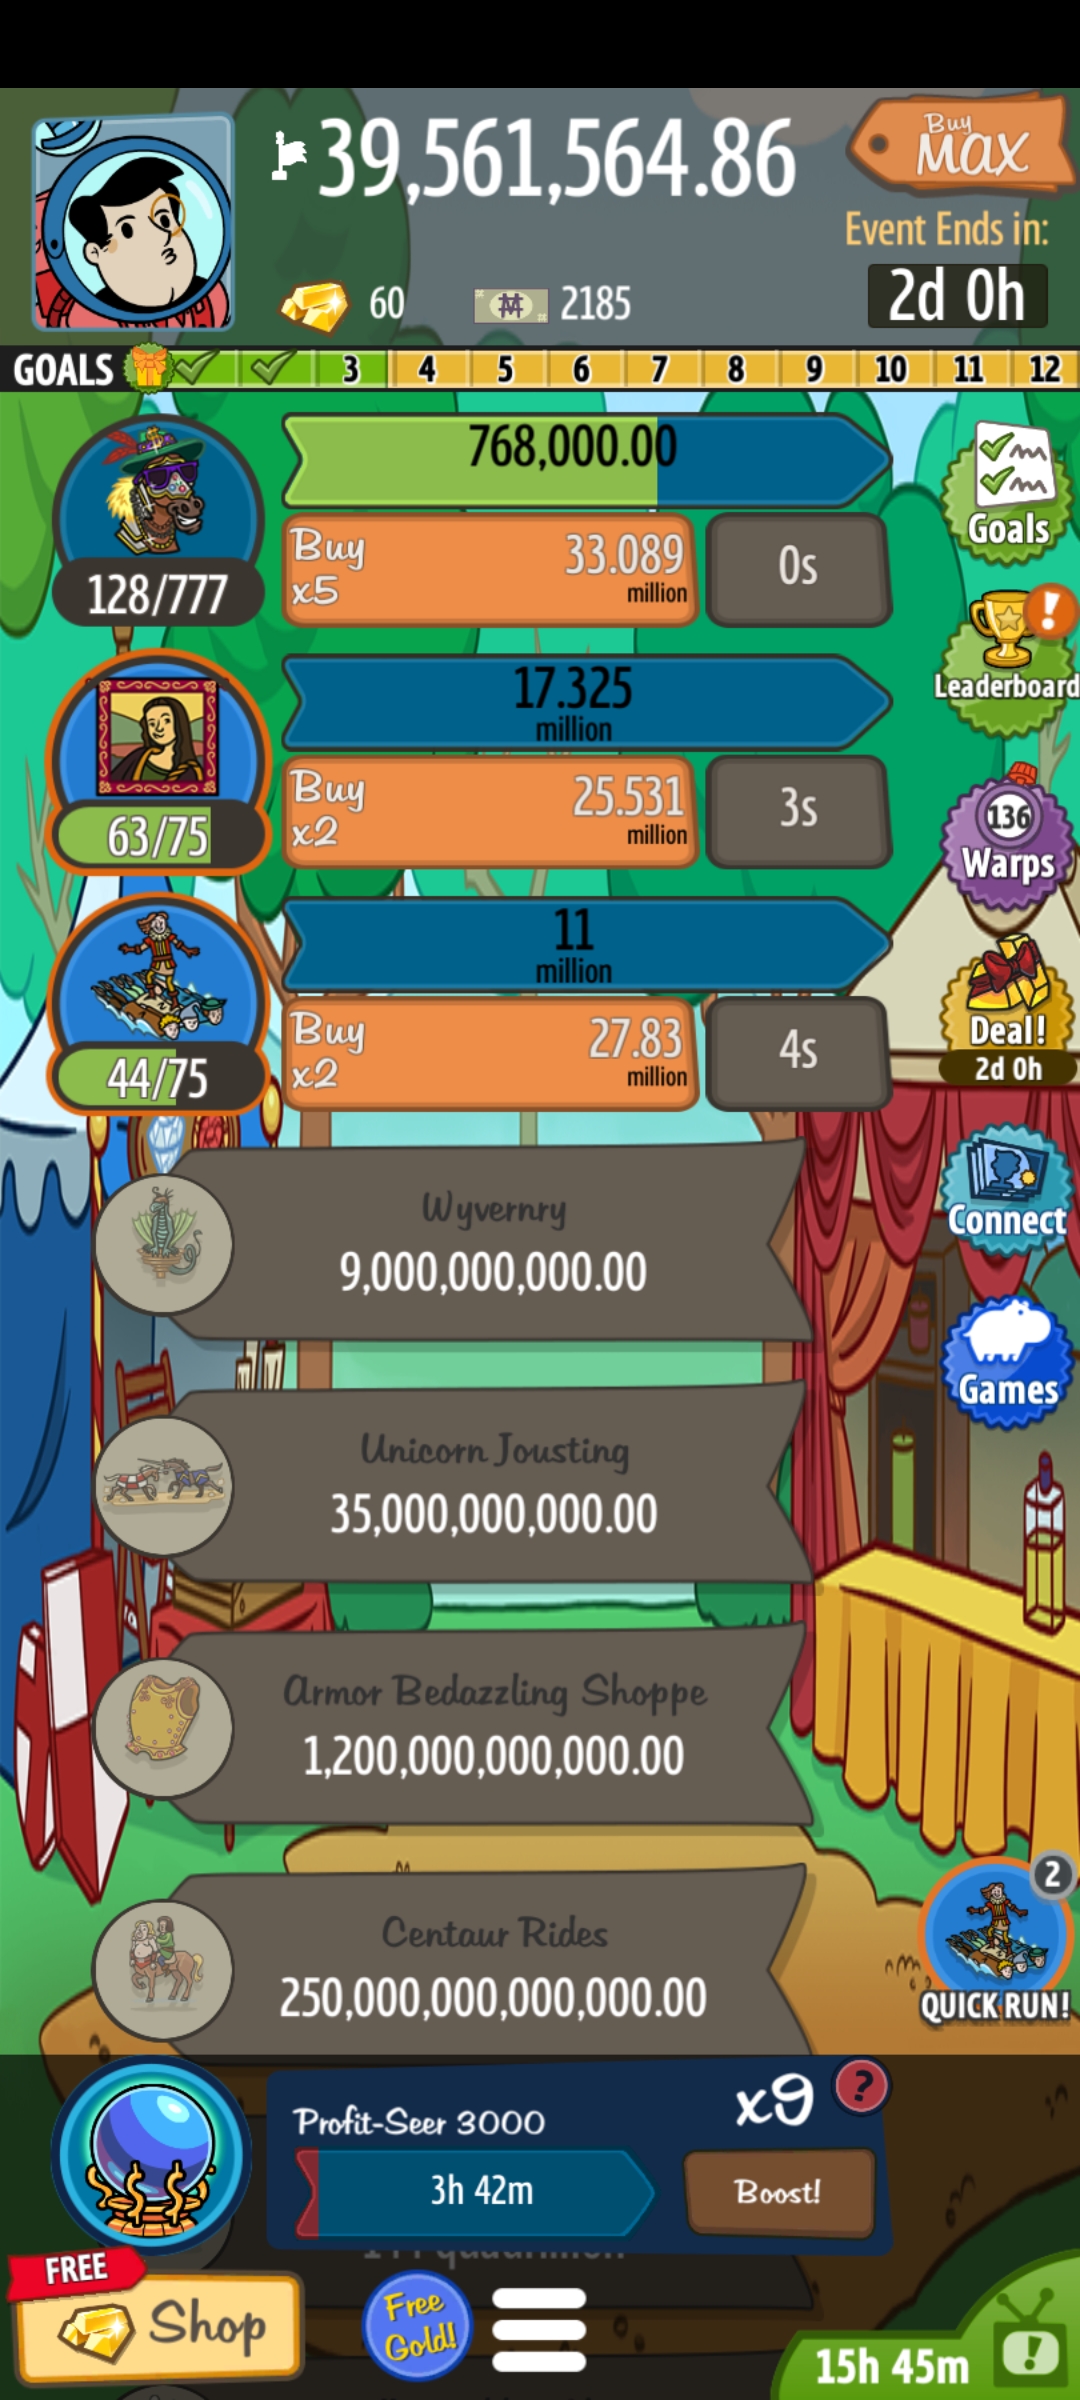 39,561,564.86
Buy
MAX
Event Ends in:
2d 0h
60
2185
GOALS 3 4 5 6 7 8 9 10 11 12
768,000.00
Buy
x5
33.089
million
0s
128/777
Goals
17.325
million
Leaderboard
Buy
x2
25.531
million
3s
63/75
136
Warps
11
million
Buy
x2
27.83
million
4s
44/75
Deal!
2d 0h
Wyvernry
9,000,000,000.00
Connect
Unicorn Jousting
35,000,000,000.00
Games
Armor Bedazzling Shoppe
1,200,000,000,000.00
Centaur Rides
250,000,000,000,000.00
2
QUICK RUN!
Profit-Seer 3000
x9
?
3h 42m
Boost!
FREE
Shop
Free
Gold!
15h 45m